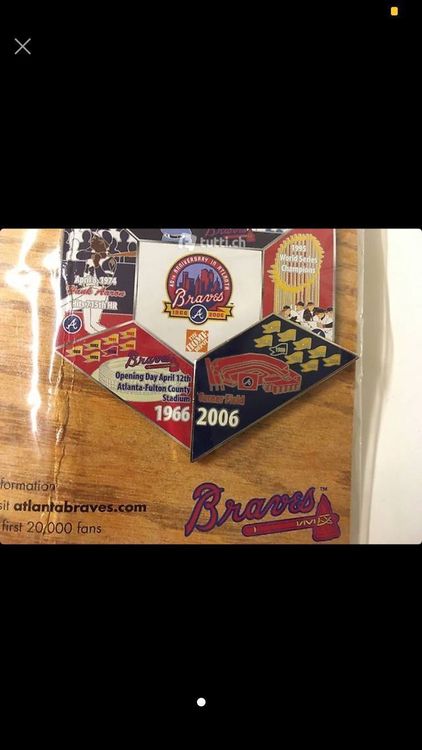 Braves
tutti.ch
April 8, 1974
Hank Aaron
hits 715th HR
40TH ANNIVERSARY IN ATLANTA
Braves
1966 A 2006
1995
World Series
Champions
THE HOME DEPOT
Braves
Opening Day April 12th
Atlanta-Fulton County
Stadium
1966
Turner Field
2006
formation
sit atlantabraves.com
first 20,000 fans
Braves™